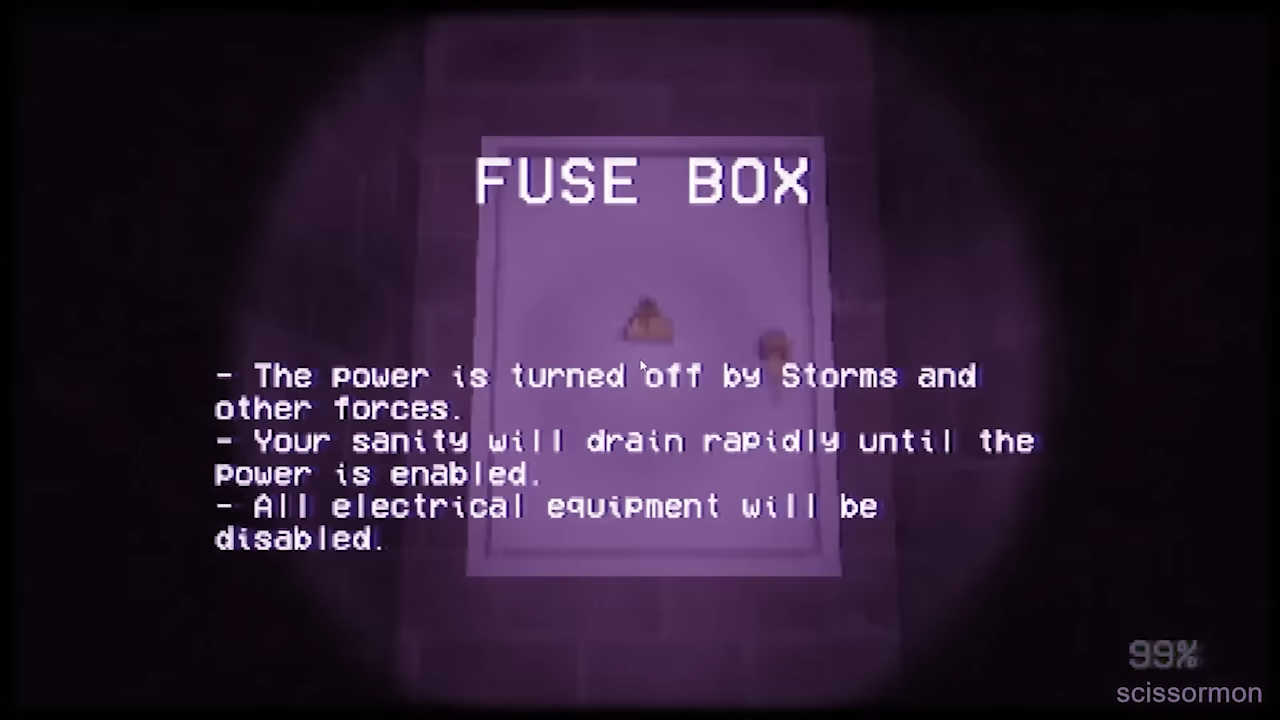 FUSE BOX
- The power is turned off by Storms and
other forces.
- Your sanity will drain rapidly until the
power is enabled.
- All electrical equipment will be
disabled.
99%
scissormon